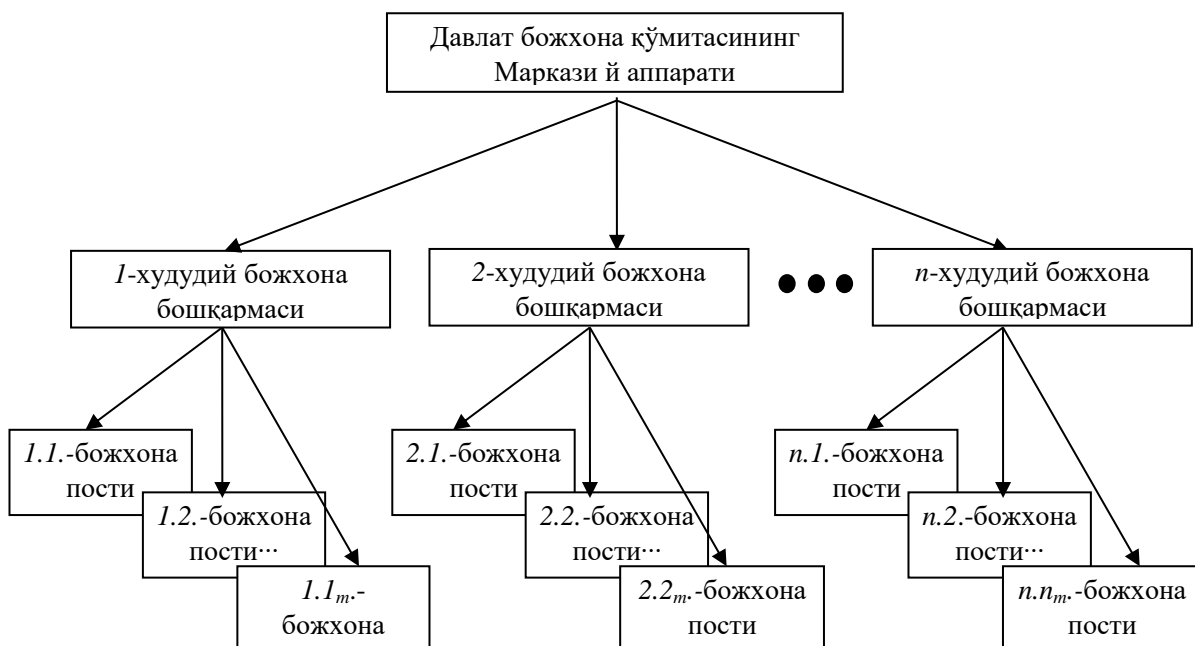 Давлат божхона қўмитасининг
Маркази й аппарати
1-худудий божхона
бошқармаси
2-худудий божхона
бошқармаси
n-худудий божхона
бошқармаси
1.1.-божхона
пости
1.2.-божхона
пости...
1.1m.-
божхона
2.1.-божхона
пости
2.2.-божхона
пости...
2.2m.-божхона
пости
n.1.-божхона
пости
n.2.-божхона
пости...
n.nm.-божхона
пости